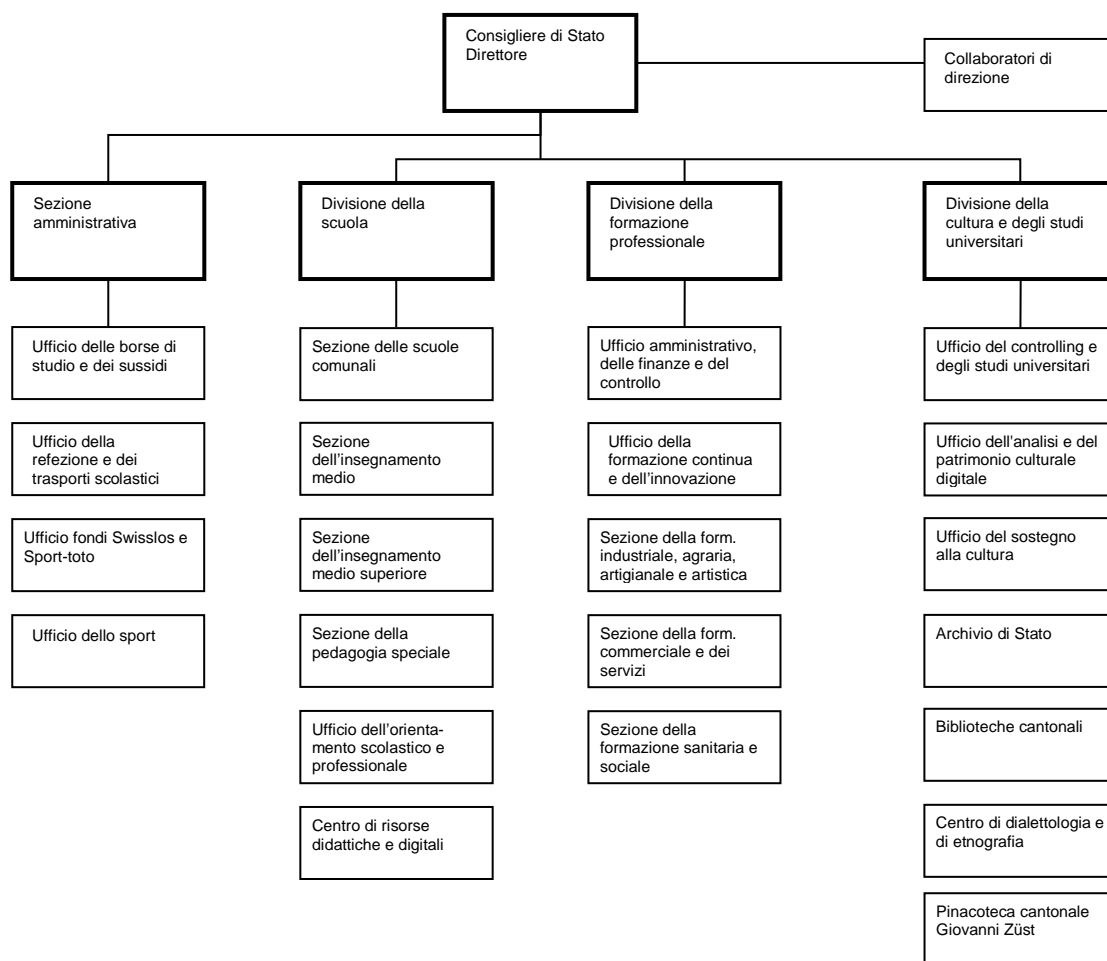 Consigliere di Stato
Direttore
Collaboratori di
direzione
Sezione
amministrativa
Divisione della
scuola
Divisione della
formazione
professionale
Divisione della
cultura e degli studi
universitari
Ufficio delle borse di
studio e dei sussidi
Sezione delle scuole
comunali
Ufficio amministrativo,
delle finanze e del
controllo
Ufficio del controlling e
degli studi universitari
Ufficio della
refezione e dei
trasporti scolastici
Sezione
dell'insegnamento
medio
Ufficio della
formazione continua
e dell'innovazione
Ufficio dell'analisi e del
patrimonio culturale
digitale
Ufficio fondi Swisslos e
Sport-toto
Sezione
dell'insegnamento
medio superiore
Sezione della form.
industriale, agraria,
artigianale e artistica
Ufficio del sostegno
alla cultura
Ufficio dello sport
Sezione della
pedagogia speciale
Sezione della form.
commerciale e dei
servizi
Archivio di Stato
Ufficio dell'orienta-
mento scolastico e
professionale
Sezione della
formazione sanitaria e
sociale
Biblioteche cantonali
Centro di risorse
didattiche e digitali
Centro di dialettologia e
di etnografia
Pinacoteca cantonale
Giovanni Züst